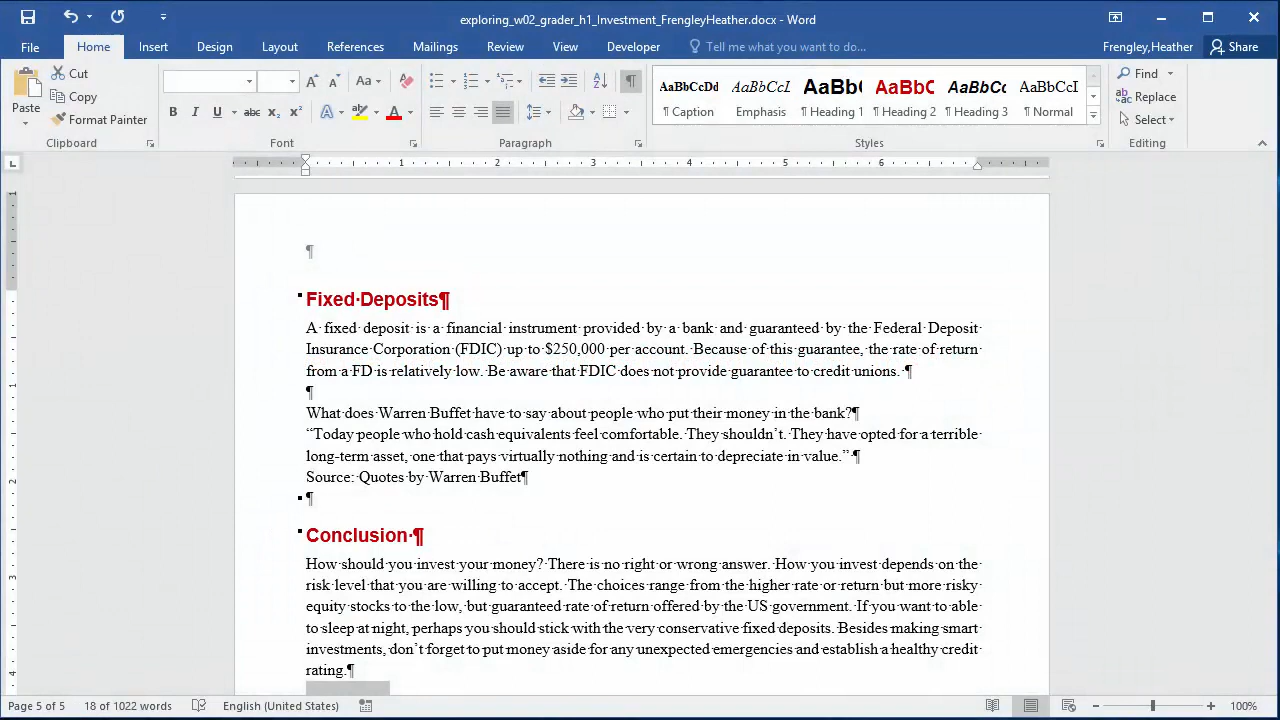 exploring_w02_grader_h1_Investment_FrengleyHeather.docx - Word
File Home Insert Design Layout References Mailings Review View Developer Tell me what you want to do... Frengley,Heather Share
Paste Cut Copy Format Painter
Clipboard Font Paragraph Styles Editing
AaBbCcDd AaBbCcI AaBbC AaBbC AaBbCc AaBbCcI
¶ Caption Emphasis ¶ Heading 1 ¶ Heading 2 ¶ Heading 3 ¶ Normal
Find Replace Select
1 2 3 4 5 6
¶
Fixed·Deposits¶
A· fixed· deposit· is· a· financial· instrument· provided· by· a· bank· and· guaranteed· by· the· Federal· Deposit·
Insurance· Corporation· (FDIC)· up· to· $250,000· per· account.· Because· of· this· guarantee,· the· rate· of· return·
from·a·FD·is·relatively·low.·Be·aware·that·FDIC·does·not·provide·guarantee·to·credit·unions.·¶
¶
What·does·Warren·Buffet·have·to·say·about·people·who·put·their·money·in·the·bank?¶
“Today·people·who·hold·cash·equivalents·feel·comfortable.·They·shouldn’t.·They·have·opted·for·a·terrible·
long-term·asset,·one·that·pays·virtually·nothing·and·is·certain·to·depreciate·in·value.”·¶
Source:·Quotes·by·Warren·Buffet¶
¶
Conclusion·¶
How·should·you·invest·your·money?·There·is·no·right·or·wrong·answer.·How·you·invest·depends·on·the·
risk·level·that·you·are·willing·to·accept.·The·choices·range·from·the·higher·rate·or·return·but·more·risky·
equity·stocks·to·the·low,·but·guaranteed·rate·of·return·offered·by·the·US·government.·If·you·want·to·able·
to·sleep·at·night,·perhaps·you·should·stick·with·the·very·conservative·fixed·deposits.·Besides·making·smart·
investments,·don’t·forget·to·put·money·aside·for·any·unexpected·emergencies·and·establish·a·healthy·credit·
rating.¶
Page 5 of 5 18 of 1022 words English (United States) 100%